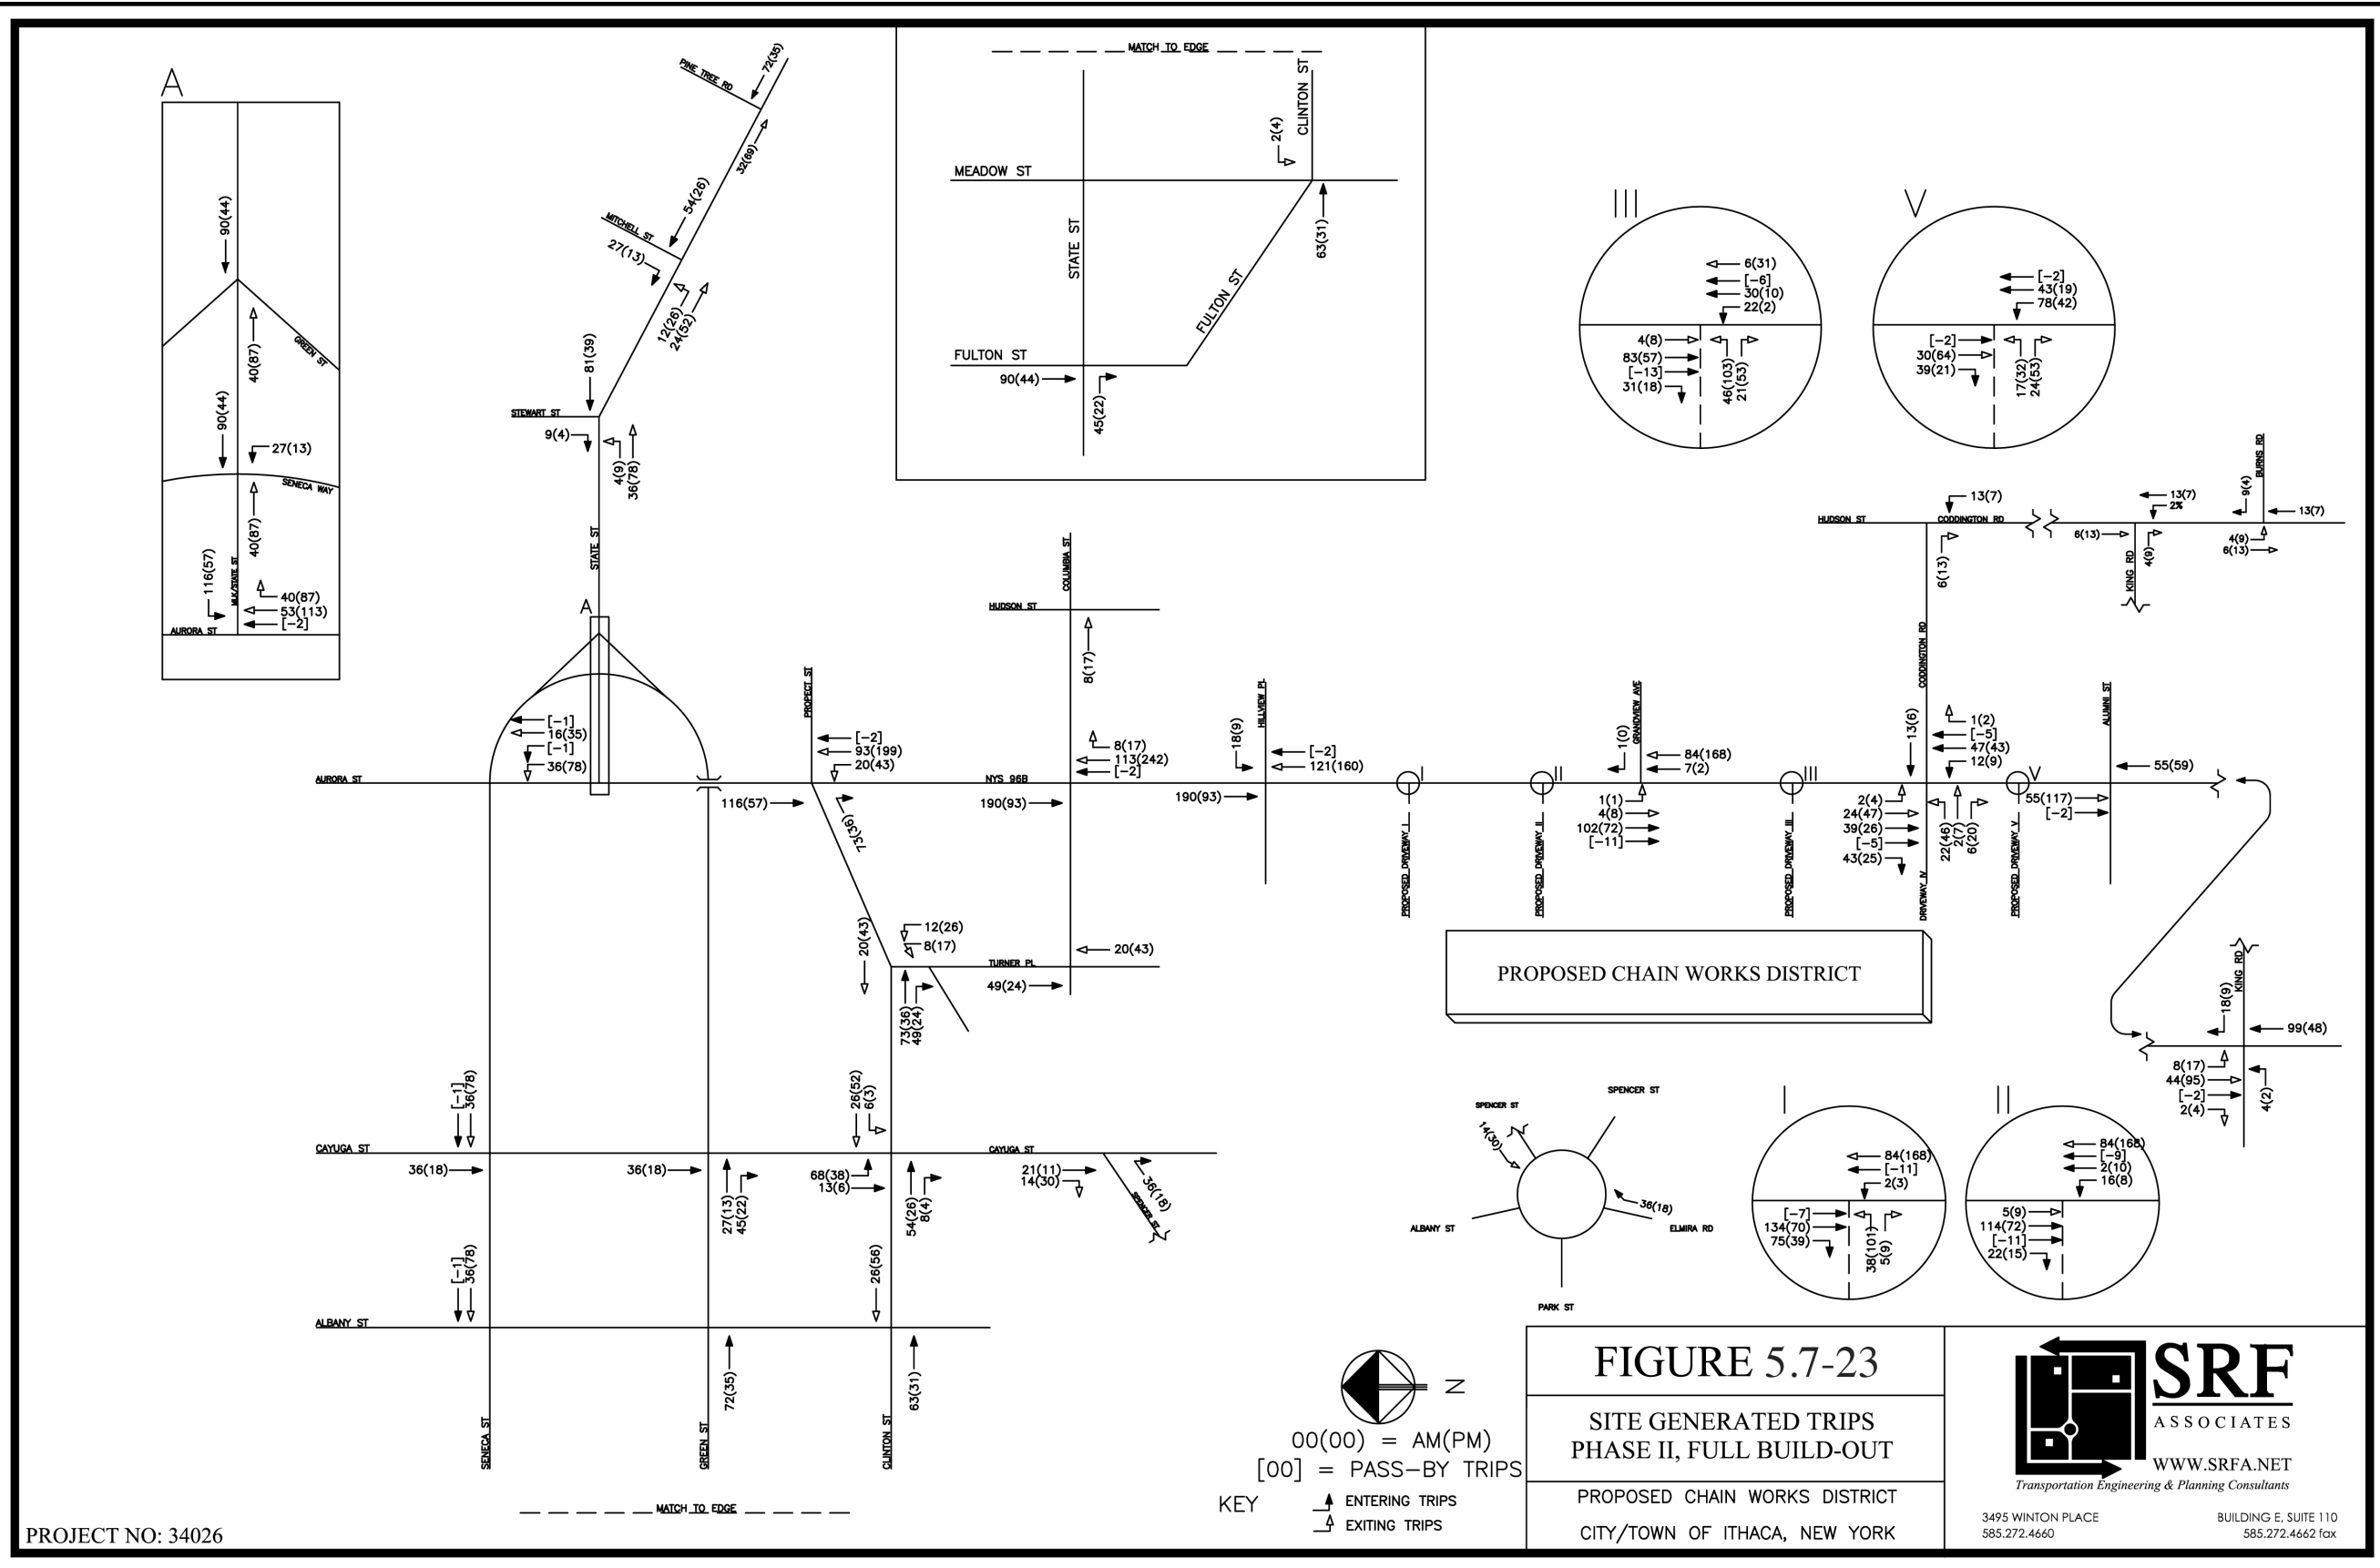 A
90(44)
GREEN ST
40(87)
90(44)
27(13)
SENECA WAY
40(87)
116(57)
MLK/STATE ST
40(87)
53(113)
[-2]
AURORA ST
PINE TREE RD
72(35)
32(69)
54(26)
MITCHELL ST
27(13)
12(26)
24(52)
81(39)
STEWART ST
9(4)
4(9)
36(78)
STATE ST
A
MATCH TO EDGE
CLINTON ST
2(4)
MEADOW ST
STATE ST
63(31)
FULTON ST
FULTON ST
90(44)
45(22)
III
6(31)
[-6]
30(10)
22(2)
4(8)
83(57)
[-13]
31(18)
46(103)
21(53)
V
[-2]
43(19)
78(42)
[-2]
30(64)
39(21)
17(32)
24(53)
BURNS RD
13(7)
HUDSON ST
CODDINGTON RD
6(13)
13(7)
2%
9(4)
13(7)
6(13)
KING RD
4(9)
4(9)
6(13)
COLUMBIA ST
HUDSON ST
8(17)
PROPECT ST
[-1]
16(35)
[-1]
36(78)
[-2]
93(199)
20(43)
8(17)
113(242)
[-2]
18(9)
HILLVIEW PL
[-2]
121(160)
1(0)
GRANDVIEW AVE
84(168)
7(2)
CODDINGTON RD
13(6)
1(2)
[-5]
47(43)
12(9)
ALUMNI ST
55(59)
AURORA ST
NYS 96B
I
II
III
V
116(57)
73(36)
190(93)
190(93)
PROPOSED DRIVEWAY I
PROPOSED DRIVEWAY II
1(1)
4(8)
102(72)
[-11]
PROPOSED DRIVEWAY III
2(4)
24(47)
39(26)
[-5]
43(25)
DRIVEWAY IV
22(46)
2(7)
6(20)
PROPOSED DRIVEWAY V
55(117)
[-2]
20(43)
12(26)
8(17)
TURNER PL
20(43)
49(24)
73(36)
49(24)
PROPOSED CHAIN WORKS DISTRICT
18(9)
KING RD
99(48)
8(17)
44(95)
[-2]
2(4)
4(2)
[-1]
36(78)
26(52)
6(3)
CAYUGA ST
CAYUGA ST
36(18)
36(18)
27(13)
45(22)
68(38)
13(6)
54(26)
8(4)
21(11)
14(30)
36(18)
SPENCER ST
SPENCER ST
SPENCER ST
14(30)
36(18)
ALBANY ST
ELMIRA RD
PARK ST
I
84(168)
[-11]
2(3)
[-7]
134(70)
75(39)
38(101)
5(9)
II
84(168)
[-9]
2(10)
16(8)
5(9)
114(72)
[-11]
22(15)
[-1]
36(78)
26(56)
ALBANY ST
72(35)
63(31)
SENECA ST
GREEN ST
CLINTON ST
MATCH TO EDGE
PROJECT NO: 34026
N
00(00) = AM(PM)
[00] = PASS-BY TRIPS
KEY
ENTERING TRIPS
EXITING TRIPS
FIGURE 5.7-23
SITE GENERATED TRIPS
PHASE II, FULL BUILD-OUT
PROPOSED CHAIN WORKS DISTRICT
CITY/TOWN OF ITHACA, NEW YORK
SRF
ASSOCIATES
WWW.SRFA.NET
Transportation Engineering & Planning Consultants
3495 WINTON PLACE
BUILDING E, SUITE 110
585.272.4660
585.272.4662 fax